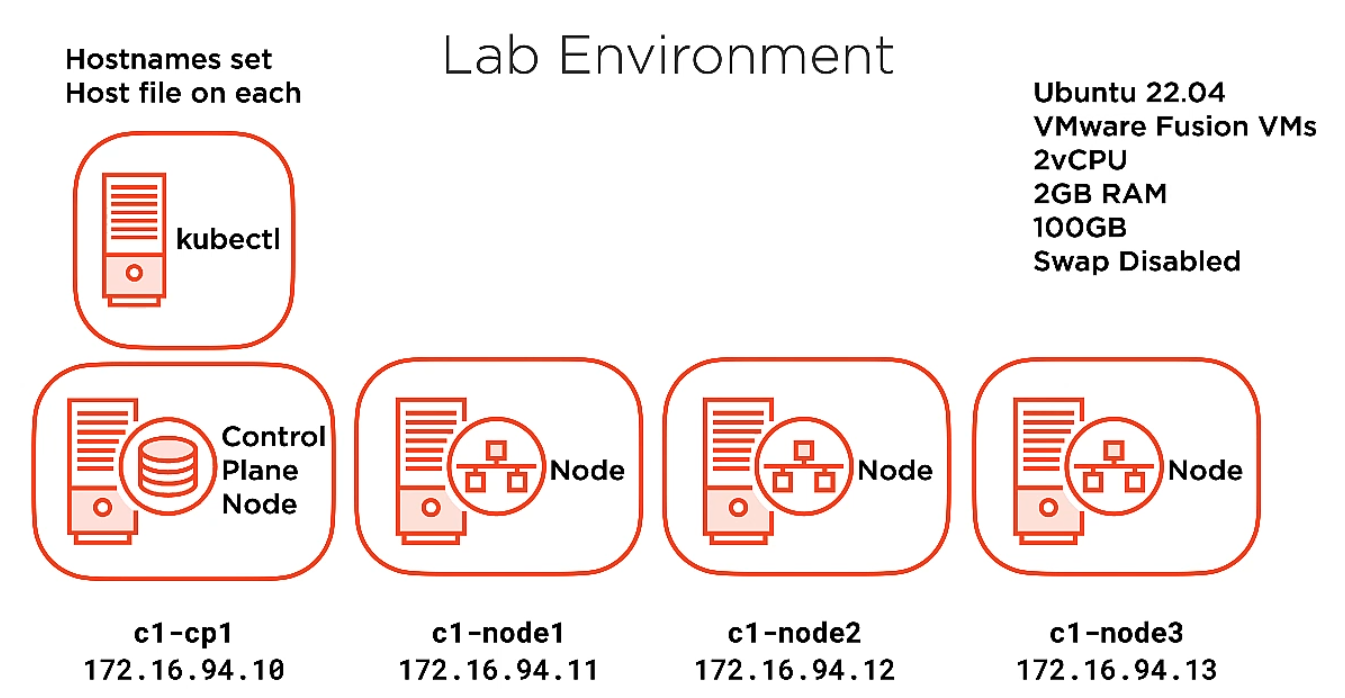 Lab Environment
Hostnames set
Host file on each
Ubuntu 22.04
VMware Fusion VMs
2vCPU
2GB RAM
100GB
Swap Disabled
kubectl
Control
Plane
Node
Node
Node
Node
c1-cp1
172.16.94.10
c1-node1
172.16.94.11
c1-node2
172.16.94.12
c1-node3
172.16.94.13